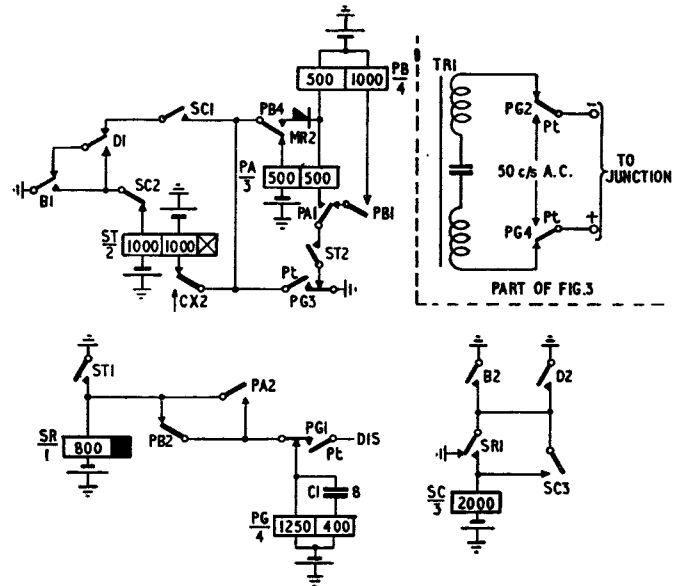 500 1000 PB/4
TR1
SC1
PB4
MR2
PG2
Pt
−
D1
SC2
PA/3
500 500
50 c/s A.C.
TO JUNCTION
B1
PA1
PB1
ST/2
1000 1000
ST2
Pt
PG4
+
CX2
Pt
PG3
PART OF FIG.3
ST1
PA2
B2
D2
PB2
PG1
Pt
DIS
SR/1
800
SR1
SC3
C1 8
PG/4
1250 400
SC/3
2000